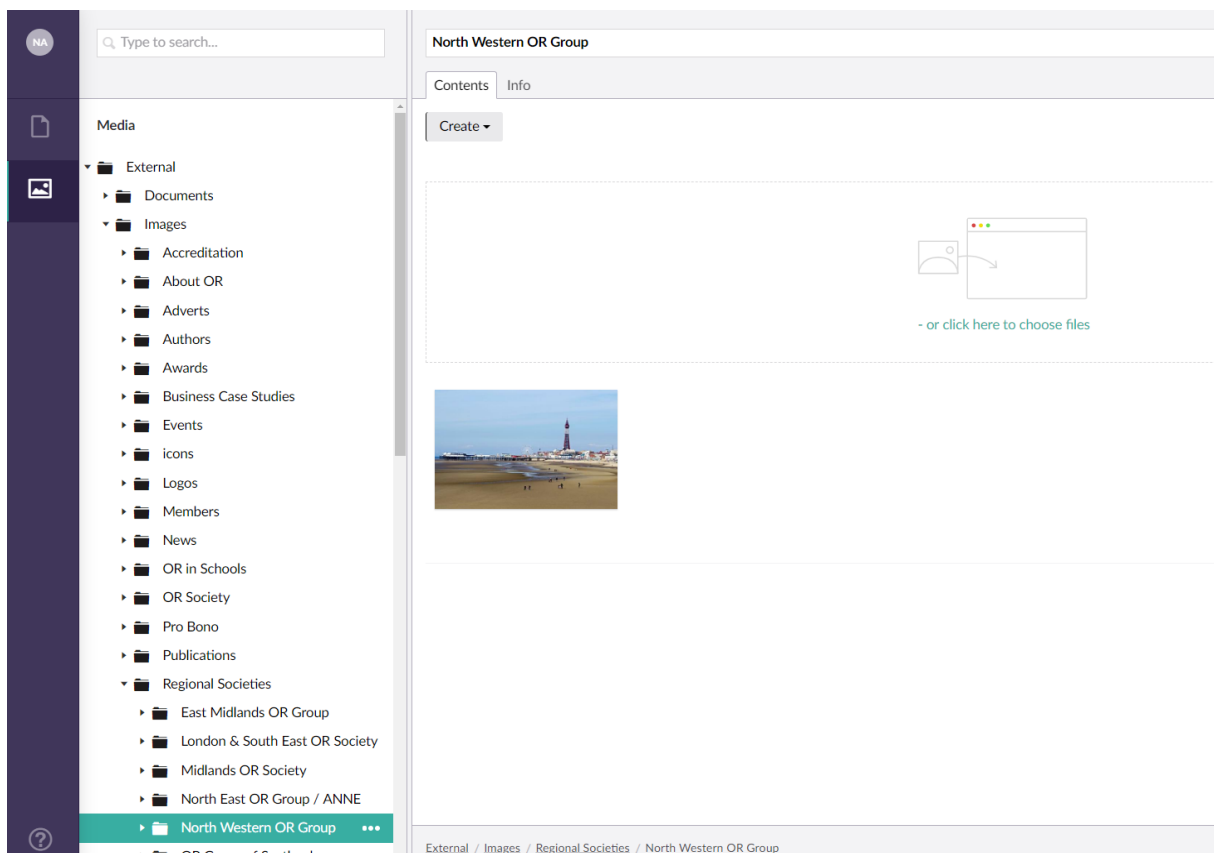 NA
Type to search...
Media
External
Documents
Images
Accreditation
About OR
Adverts
Authors
Awards
Business Case Studies
Events
icons
Logos
Members
News
OR in Schools
OR Society
Pro Bono
Publications
Regional Societies
East Midlands OR Group
London & South East OR Society
Midlands OR Society
North East OR Group / ANNE
North Western OR Group
North Western OR Group
Contents Info
Create
- or click here to choose files
External / Images / Regional Societies / North Western OR Group